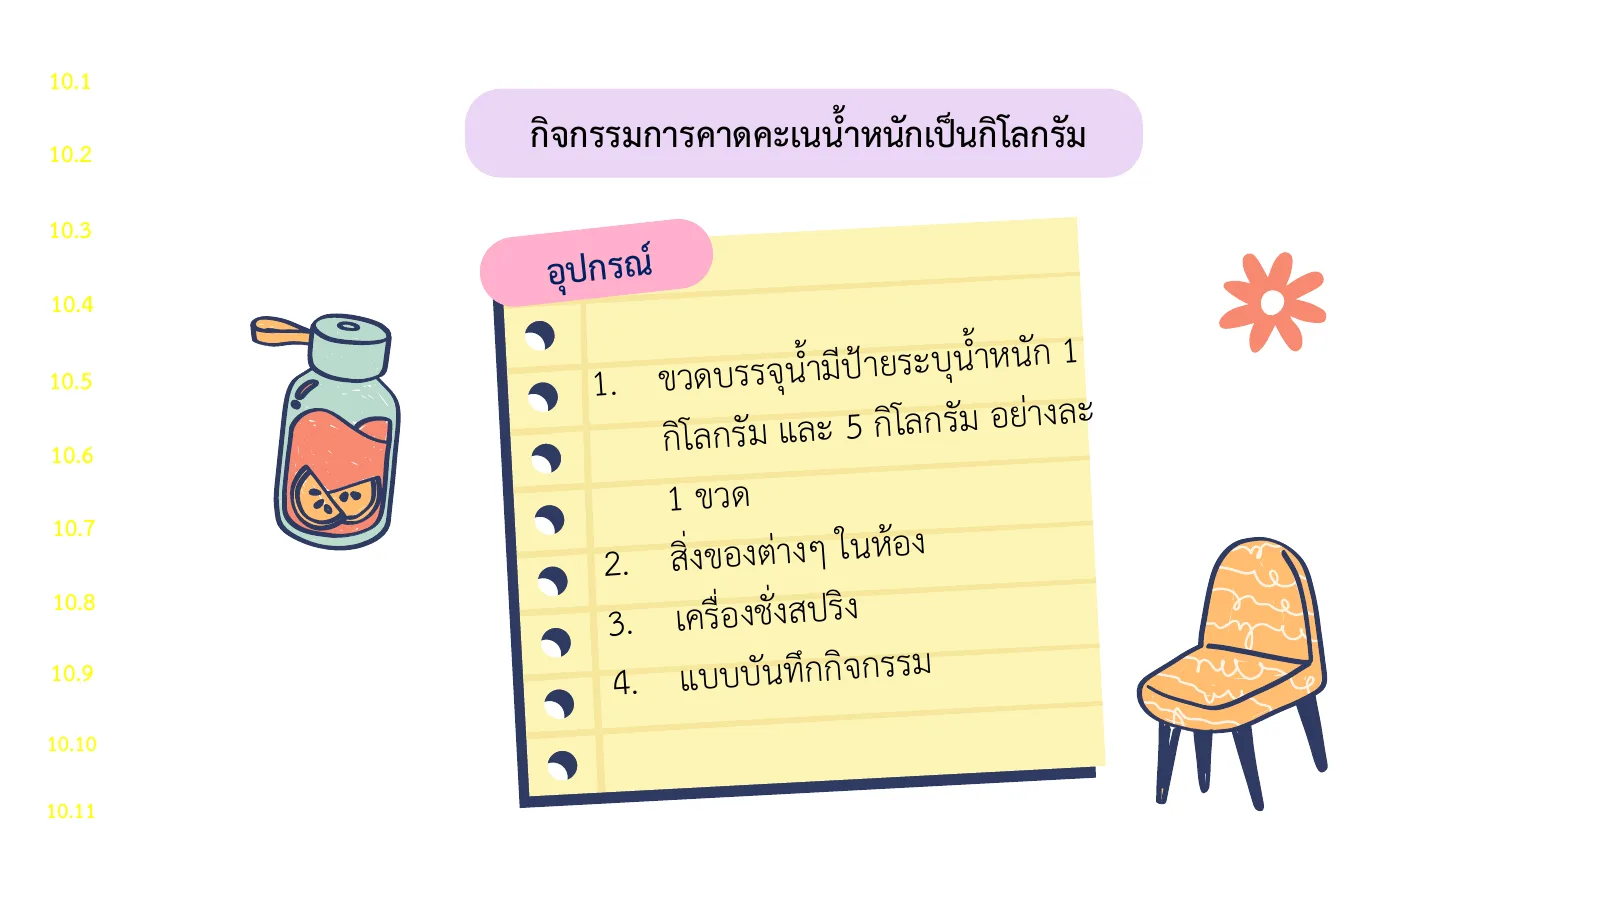 10.1
10.2
10.3
10.4
10.5
10.6
10.7
10.8
10.9
10.10
10.11
กิจกรรมการคาดคะเนน้ำหนักเป็นกิโลกรัม
อุปกรณ์
1. ขวดบรรจุน้ำมีป้ายระบุน้ำหนัก 1
กิโลกรัม และ 5 กิโลกรัม อย่างละ
1 ขวด
2. สิ่งของต่างๆ ในห้อง
3. เครื่องชั่งสปริง
4. แบบบันทึกกิจกรรม